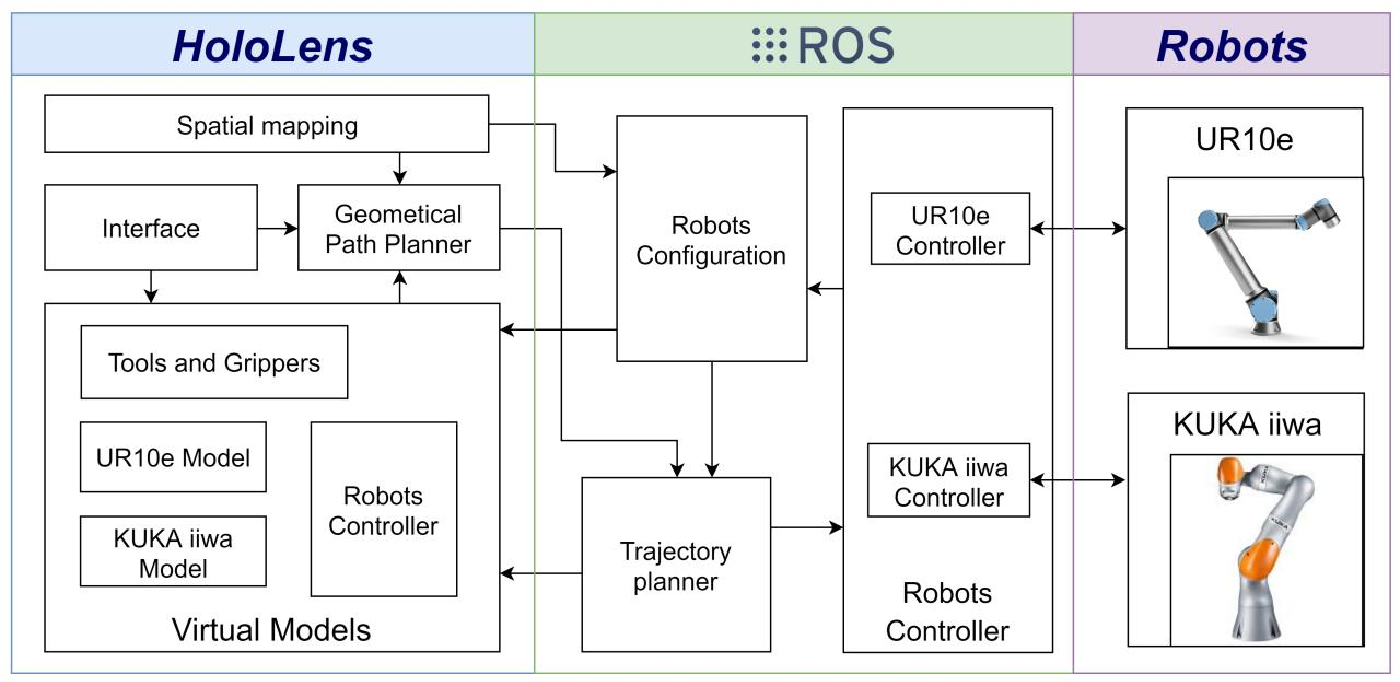 HoloLens
ROS
Robots
Spatial mapping
Interface
Geometical
Path Planner
Tools and Grippers
UR10e Model
KUKA iiwa
Model
Robots
Controller
Virtual Models
Robots
Configuration
Trajectory
planner
UR10e
Controller
KUKA iiwa
Controller
Robots
Controller
UR10e
KUKA iiwa